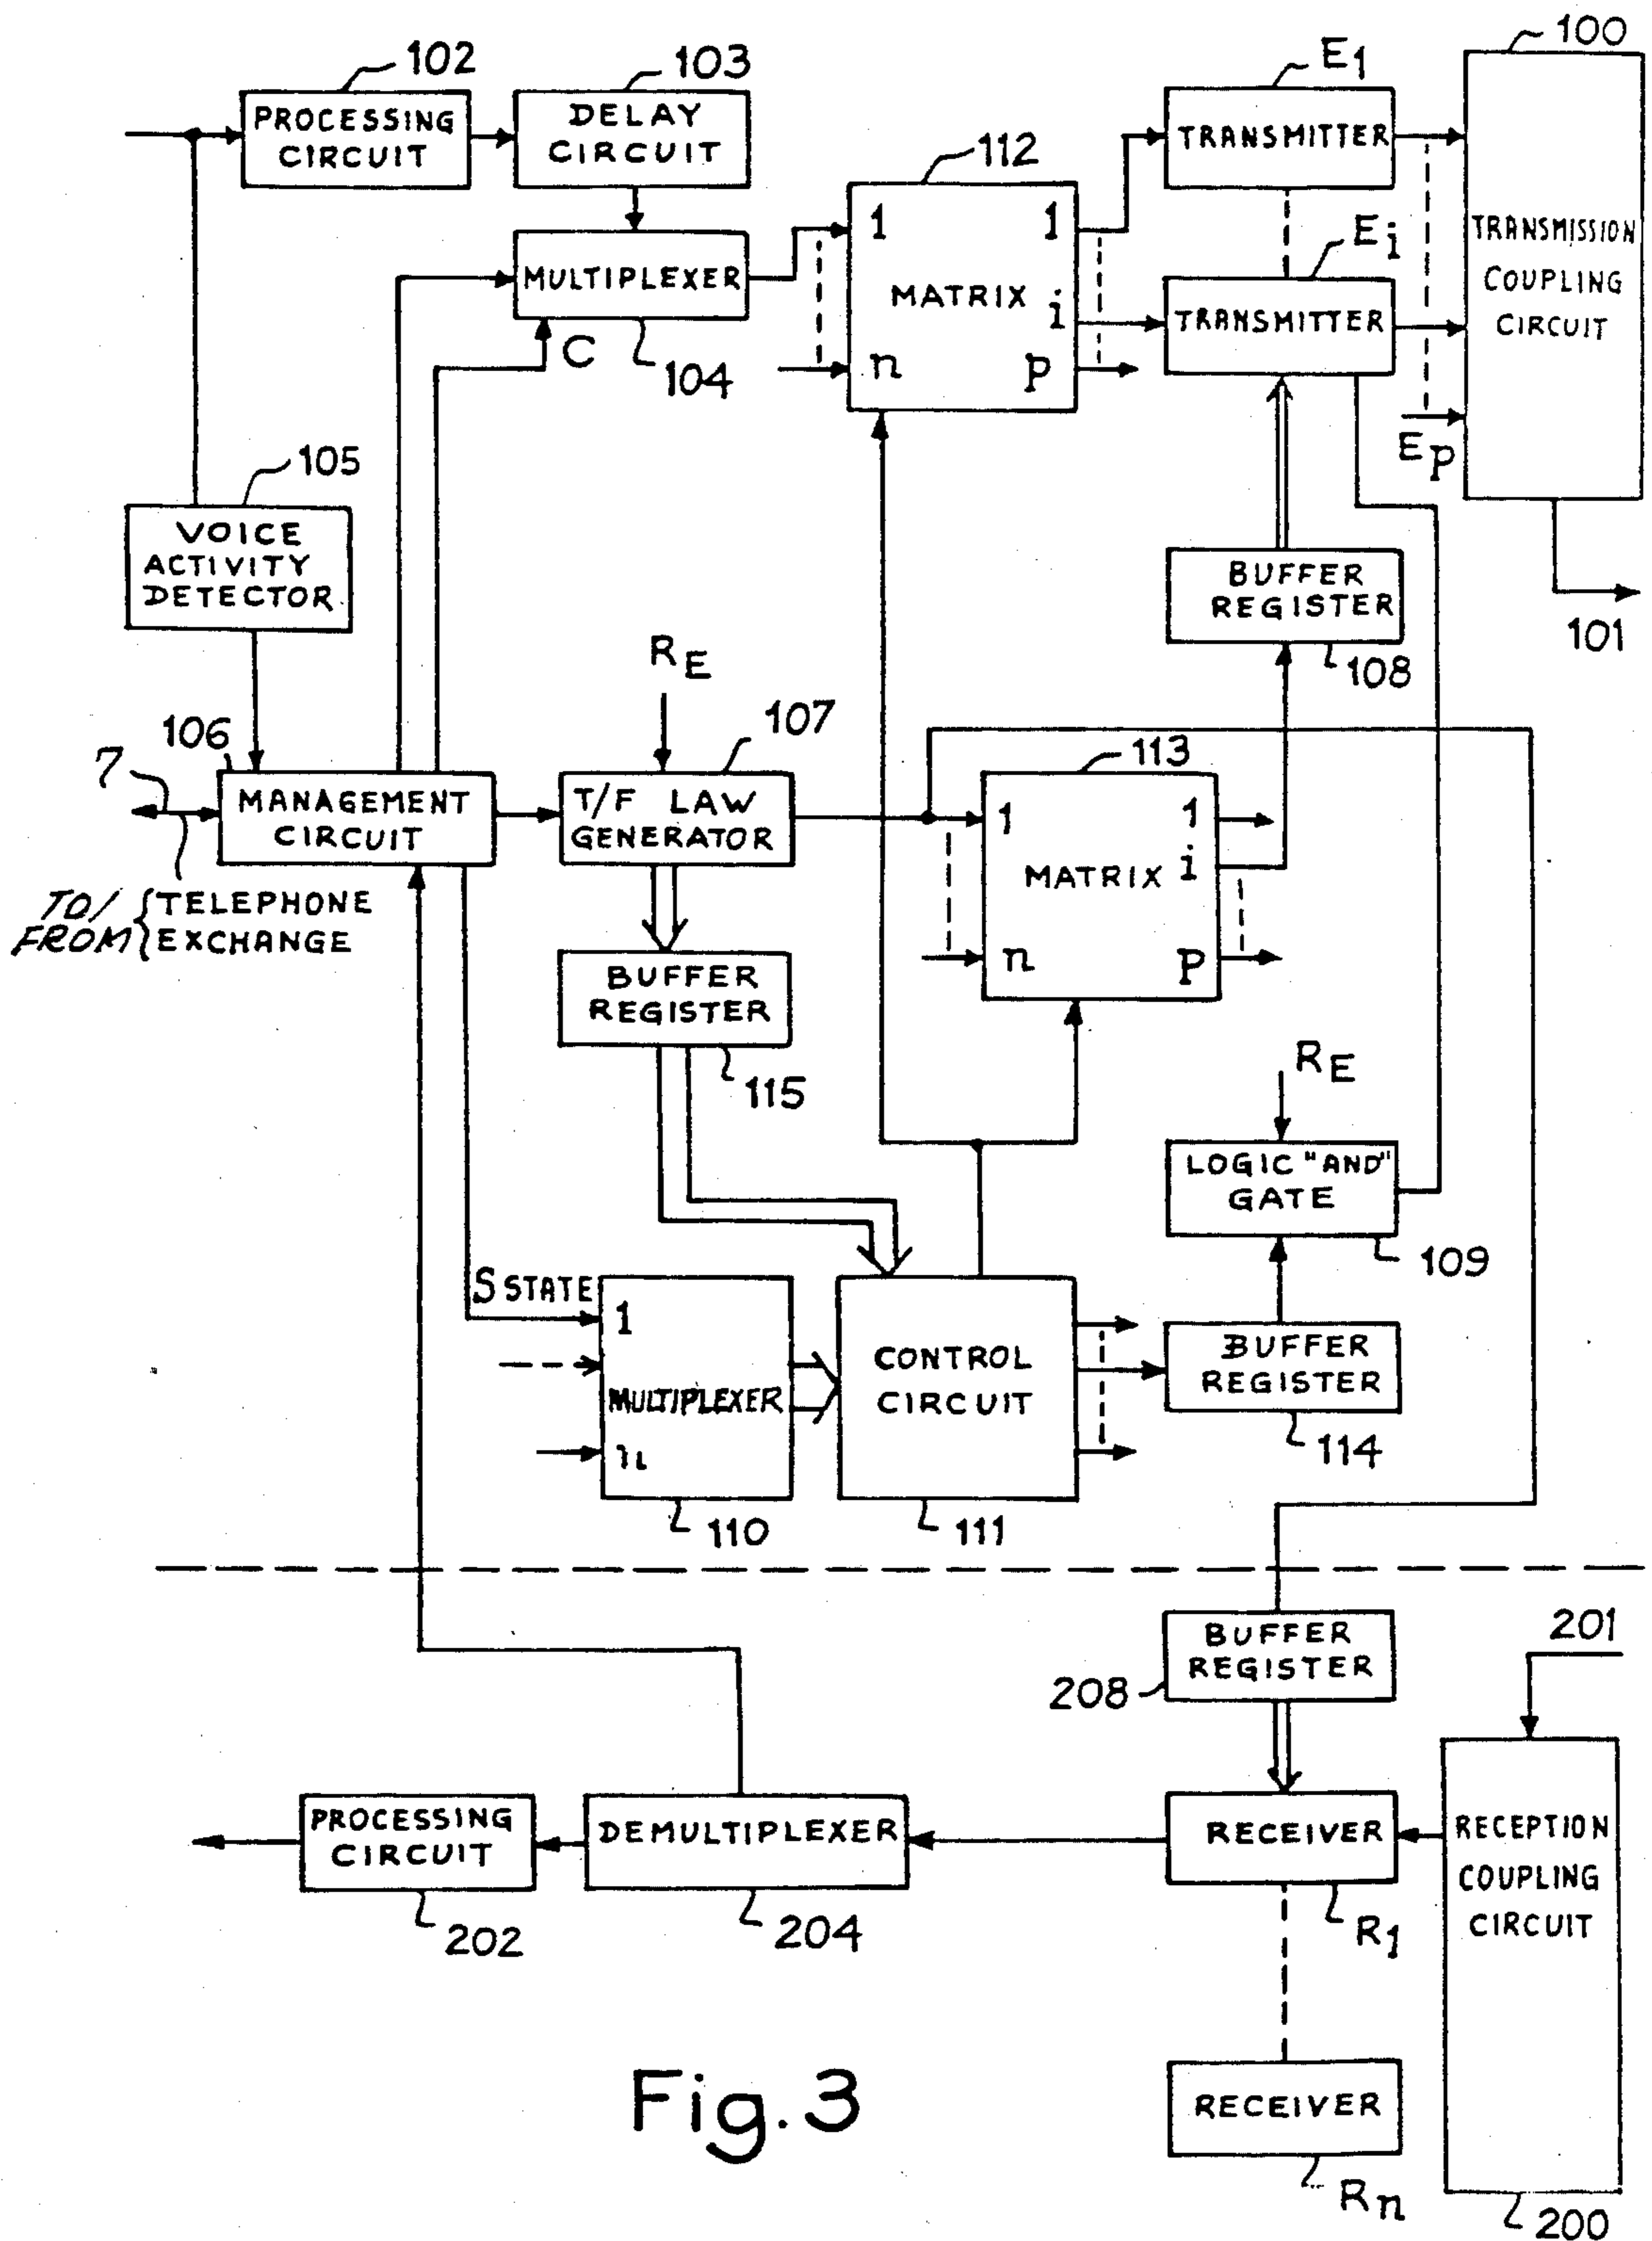 102
103
E1
100
PROCESSING
CIRCUIT
DELAY
CIRCUIT
TRANSMITTER
112
1
1
MATRIX
i
n
p
MULTIPLEXER
C
104
Ei
TRANSMITTER
TRANSMISSION
COUPLING
CIRCUIT
Ep
105
VOICE
ACTIVITY
DETECTOR
BUFFER
REGISTER
108
101
RE
106
107
7
MANAGEMENT
CIRCUIT
T/F LAW
GENERATOR
113
1
1
MATRIX
i
n
p
TO/
FROM
{TELEPHONE
EXCHANGE
BUFFER
REGISTER
115
RE
LOGIC "AND"
GATE
109
S STATE
1
MULTIPLEXER
n
110
CONTROL
CIRCUIT
111
BUFFER
REGISTER
114
BUFFER
REGISTER
208
201
PROCESSING
CIRCUIT
202
DEMULTIPLEXER
204
RECEIVER
R1
RECEPTION
COUPLING
CIRCUIT
RECEIVER
Rn
200
Fig. 3